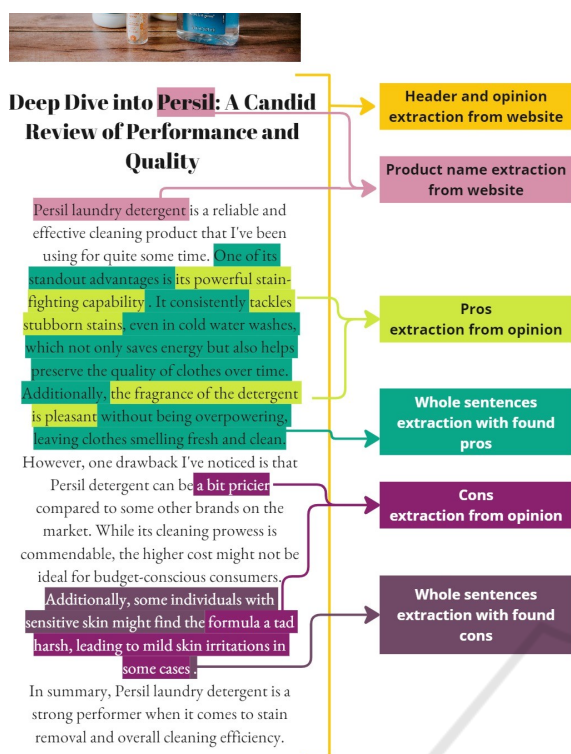 Deep Dive into Persil: A Candid
Review of Performance and
Quality
Persil laundry detergent is a reliable and
effective cleaning product that I've been
using for quite some time. One of its
standout advantages is its powerful stain-
fighting capability . It consistently tackles
stubborn stains, even in cold water washes,
which not only saves energy but also helps
preserve the quality of clothes over time.
Additionally, the fragrance of the detergent
is pleasant without being overpowering,
leaving clothes smelling fresh and clean.
However, one drawback I've noticed is that
Persil detergent can be a bit pricier
compared to some other brands on the
market. While its cleaning prowess is
commendable, the higher cost might not be
ideal for budget-conscious consumers.
Additionally, some individuals with
sensitive skin might find the formula a tad
harsh, leading to mild skin irritations in
some cases .
In summary, Persil laundry detergent is a
strong performer when it comes to stain
removal and overall cleaning efficiency.
Header and opinion
extraction from website
Product name extraction
from website
Pros
extraction from opinion
Whole sentences
extraction with found
pros
Cons
extraction from opinion
Whole sentences
extraction with found
cons